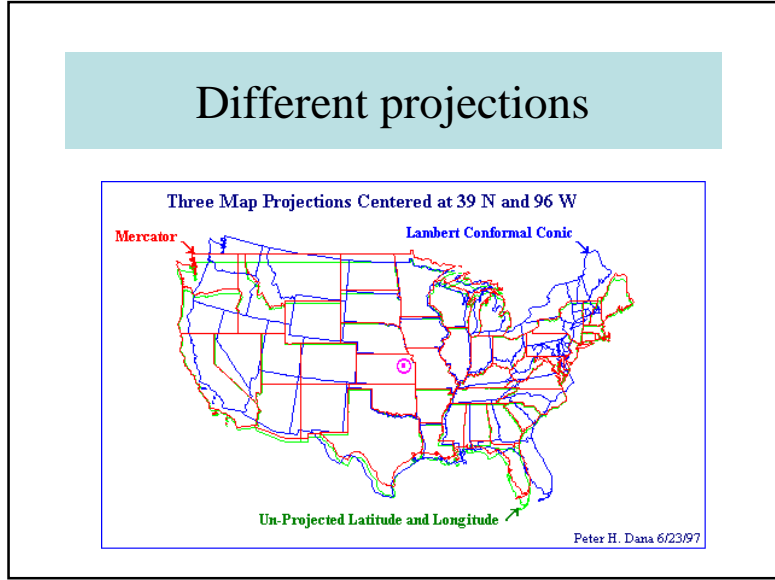 Different projections
Three Map Projections Centered at 39 N and 96 W
Mercator
Lambert Conformal Conic
Un-Projected Latitude and Longitude
Peter H. Dana 6/23/97